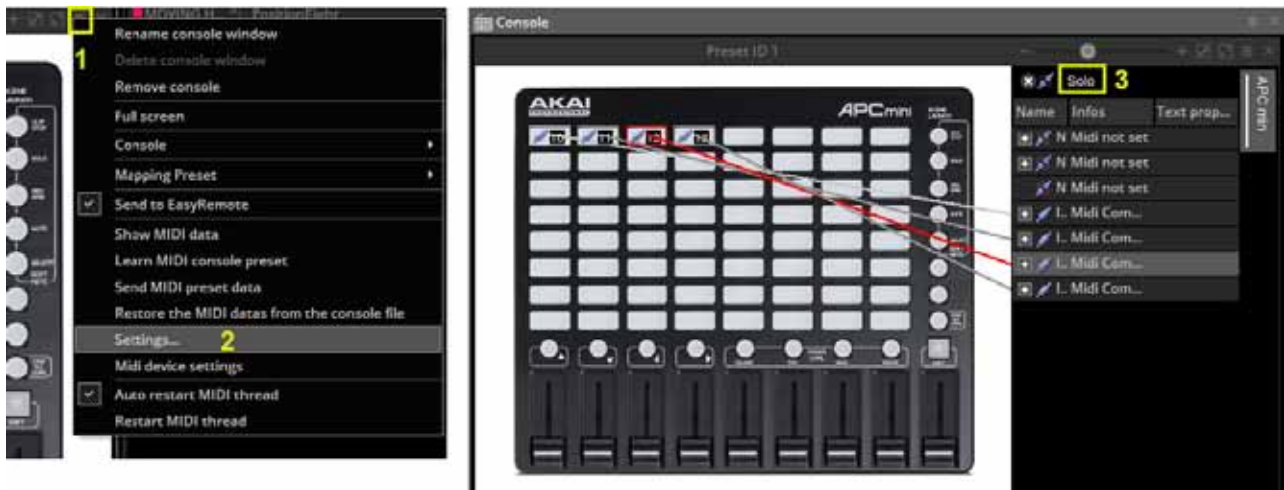 1
Rename console window
Delete console window
Remove console
Full screen
Console
Mapping Preset
Send to EasyRemote
Show MIDI data
Learn MIDI console preset
Send MIDI preset data
Restore the MIDI datas from the console file
Settings... 2
Midi device settings
Auto restart MIDI thread
Restart MIDI thread
Console
Preset ID 1
Solo 3
APC min
Name Infos Text prop...
N Midi not set
N Midi not set
N Midi not set
I.. Midi Com...
I.. Midi Com...
I.. Midi Com...
I.. Midi Com...
AKAI
APCmini